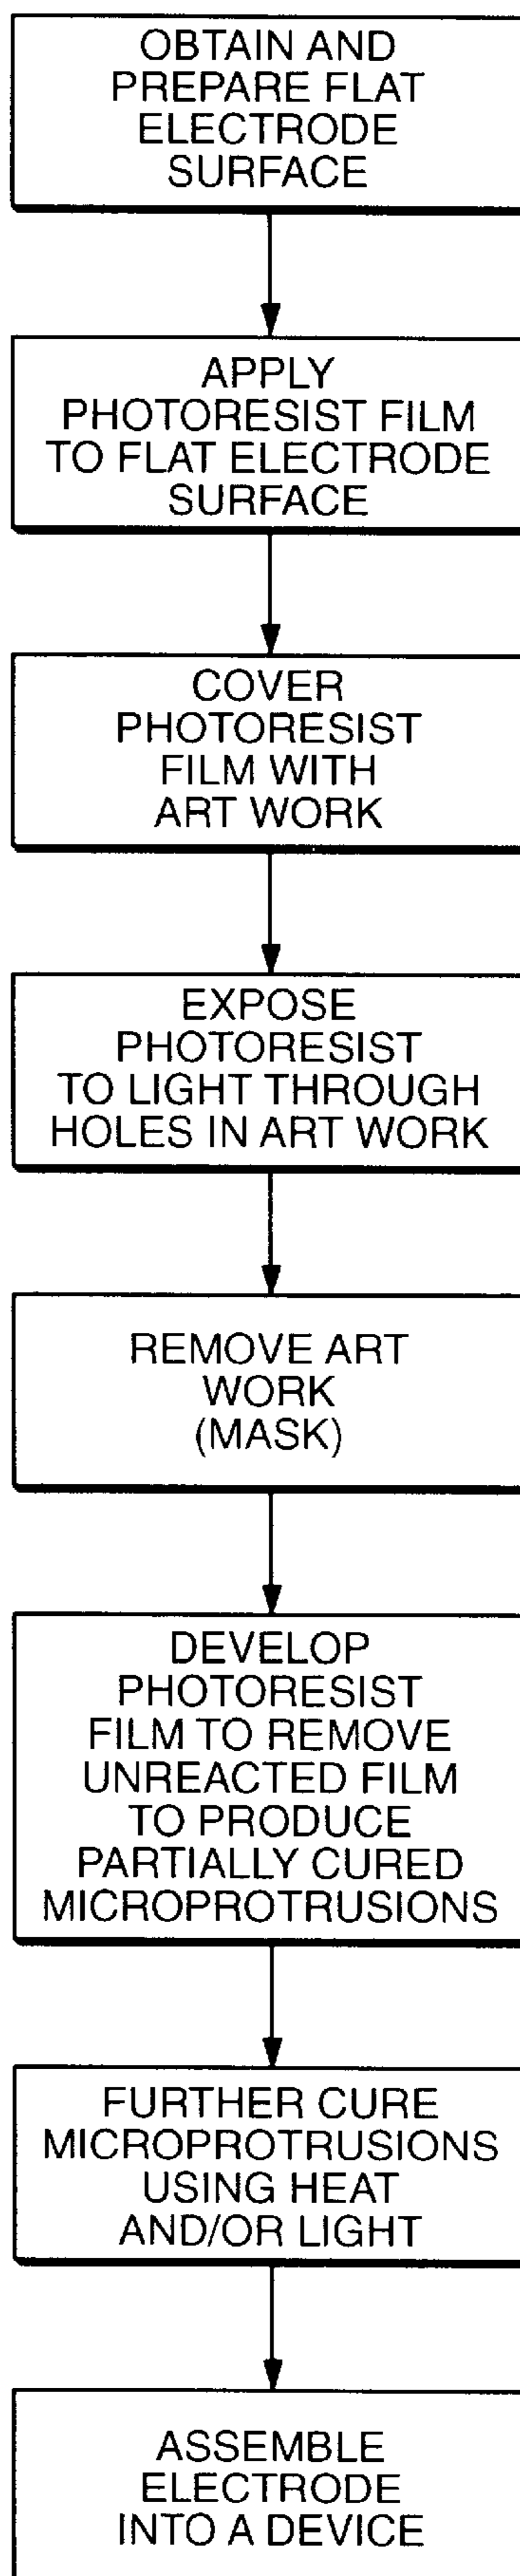 OBTAIN AND
PREPARE FLAT
ELECTRODE
SURFACE
APPLY
PHOTORESIST FILM
TO FLAT ELECTRODE
SURFACE
COVER
PHOTORESIST
FILM WITH
ART WORK
EXPOSE
PHOTORESIST
TO LIGHT THROUGH
HOLES IN ART WORK
REMOVE ART
WORK
(MASK)
DEVELOP
PHOTORESIST
FILM TO REMOVE
UNREACTED FILM
TO PRODUCE
PARTIALLY CURED
MICROPROTRUSIONS
FURTHER CURE
MICROPROTRUSIONS
USING HEAT
AND/OR LIGHT
ASSEMBLE
ELECTRODE
INTO A DEVICE